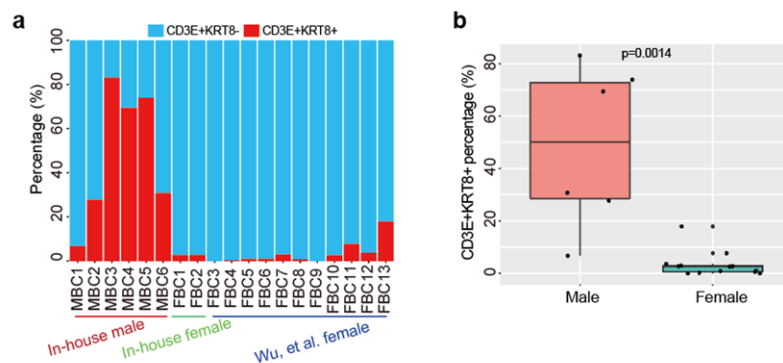 a
CD3E+KRT8- CD3E+KRT8+
Percentage (%)
100
80
60
40
20
0
MBC1
MBC2
MBC3
MBC4
MBC5
MBC6
FBC1
FBC2
FBC3
FBC4
FBC5
FBC6
FBC7
FBC8
FBC9
FBC10
FBC11
FBC12
FBC13
In-house male
In-house female
Wu, et al. female
b
p=0.0014
CD3E+KRT8+ percentage (%)
80
60
40
20
0
Male
Female